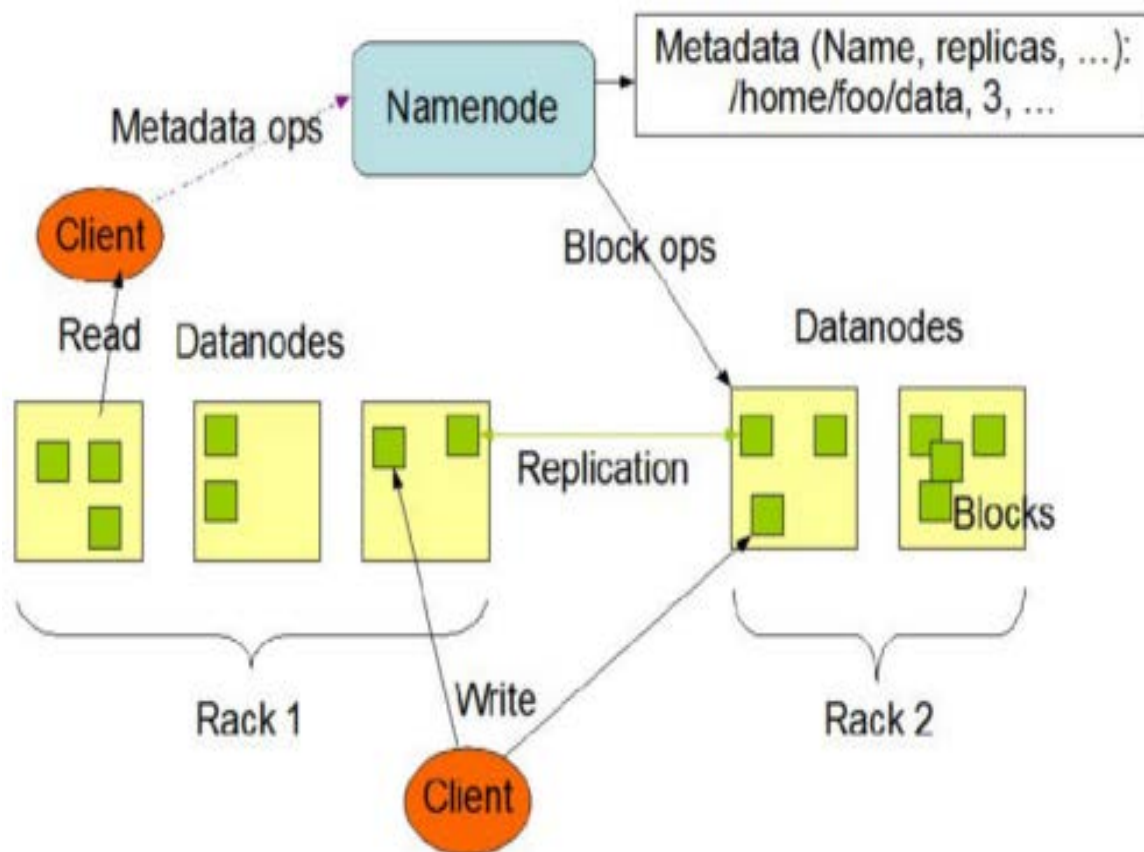 Metadata (Name, replicas, ...):
/home/foo/data, 3, ...
Namenode
Metadata ops
Client
Block ops
Read
Datanodes
Datanodes
Replication
Blocks
Rack 1
Write
Rack 2
Client